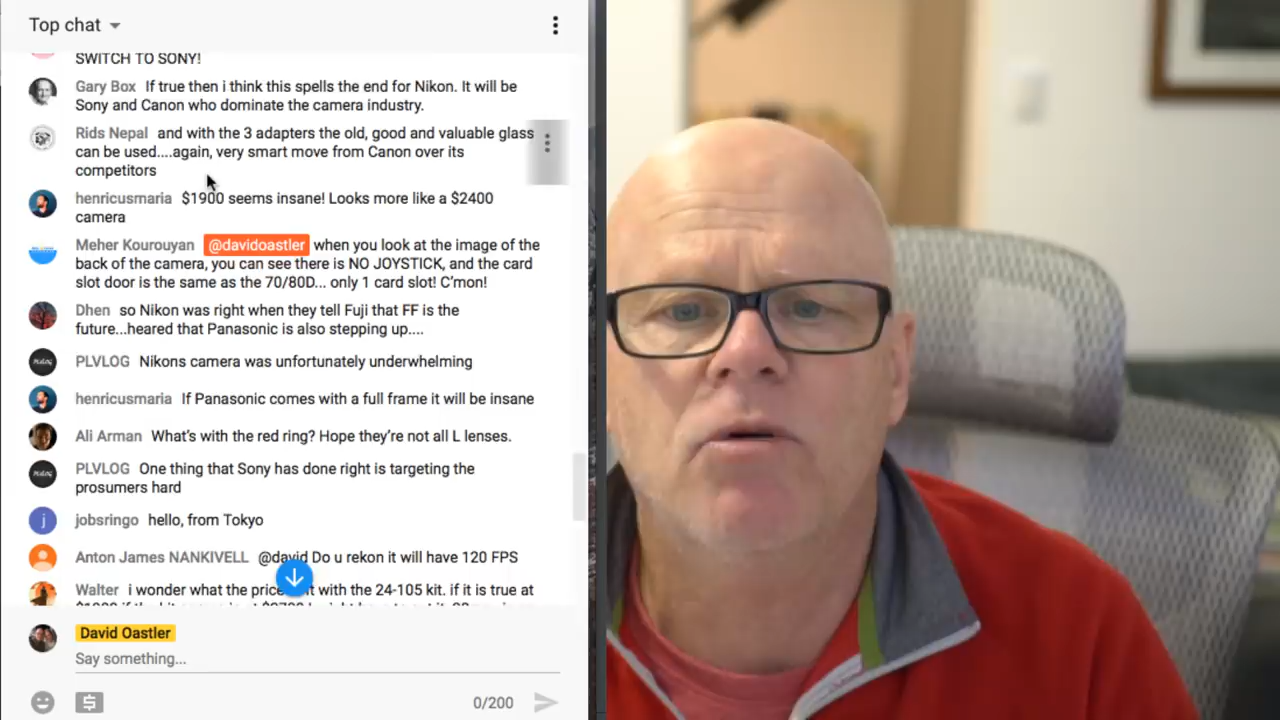 Top chat
SWITCH TO SONY!
Gary Box If true then i think this spells the end for Nikon. It will be
Sony and Canon who dominate the camera industry.
Rids Nepal and with the 3 adapters the old, good and valuable glass
can be used....again, very smart move from Canon over its
competitors
henricusmaria $1900 seems insane! Looks more like a $2400
camera
Meher Kourouyan @davidoastler when you look at the image of the
back of the camera, you can see there is NO JOYSTICK, and the card
slot door is the same as the 70/80D... only 1 card slot! C'mon!
Dhen so Nikon was right when they tell Fuji that FF is the
future...heard that Panasonic is also stepping up....
PLVLOG Nikons camera was unfortunately underwhelming
henricusmaria If Panasonic comes with a full frame it will be insane
Ali Arman What's with the red ring? Hope they're not all L lenses.
PLVLOG One thing that Sony has done right is targeting the
prosumers hard
j jobsringo hello, from Tokyo
Anton James NANKIVELL @david Do u rekon it will have 120 FPS
Walter i wonder what the price with the 24-105 kit. if it is true at
David Oastler
Say something...
0/200